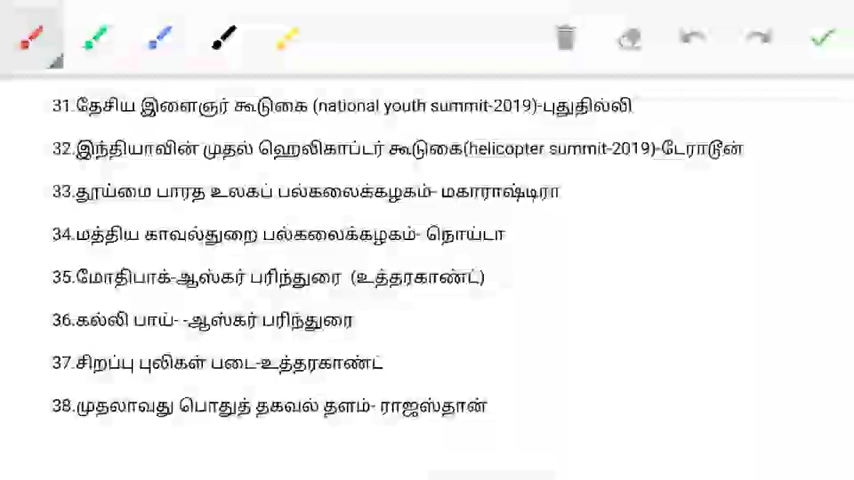 31.தேசிய இளைஞர் கூடுகை (national youth summit-2019)-புதுதில்லி
32.இந்தியாவின் முதல் ஹெலிகாப்டர் கூடுகை(helicopter summit-2019)-டேராடூன்
33.தூய்மை பாரத உலகப் பல்கலைக்கழகம்- மகாராஷ்டிரா
34.மத்திய காவல்துறை பல்கலைக்கழகம்- நொய்டா
35.மோதிபாக்-ஆஸ்கர் பரிந்துரை (உத்தரகாண்ட்)
36.கல்லி பாய்- -ஆஸ்கர் பரிந்துரை
37.சிறப்பு புலிகள் படை-உத்தரகாண்ட்
38.முதலாவது பொதுத் தகவல் தளம்- ராஜஸ்தான்